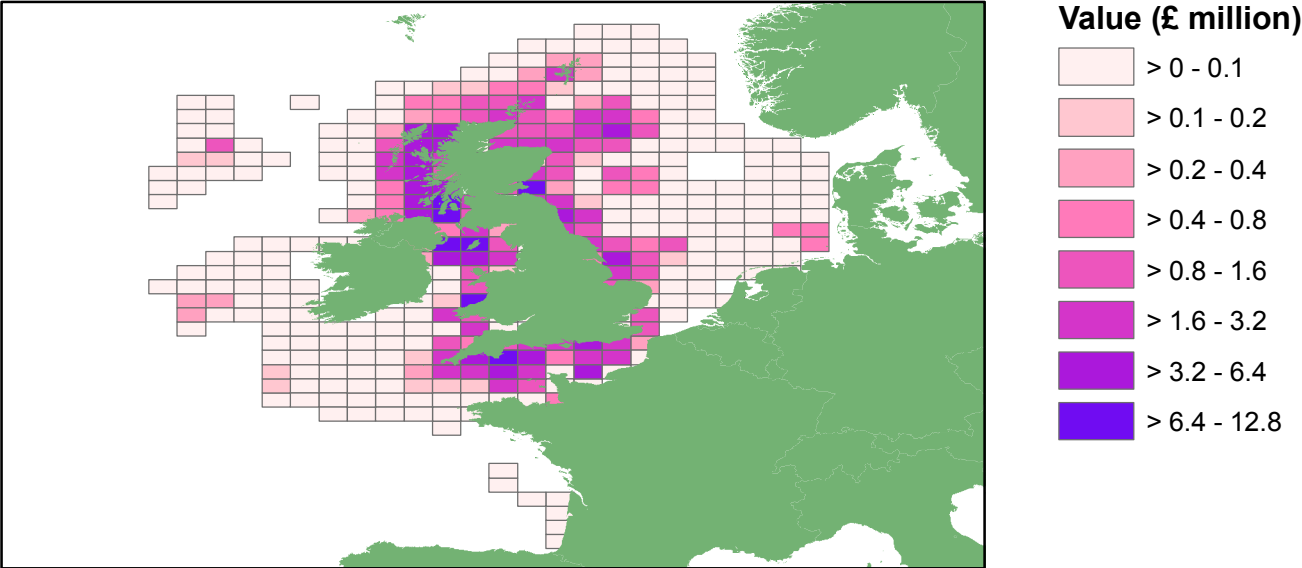 Value (£ million)
> 0 - 0.1
> 0.1 - 0.2
> 0.2 - 0.4
> 0.4 - 0.8
> 0.8 - 1.6
> 1.6 - 3.2
> 3.2 - 6.4
> 6.4 - 12.8